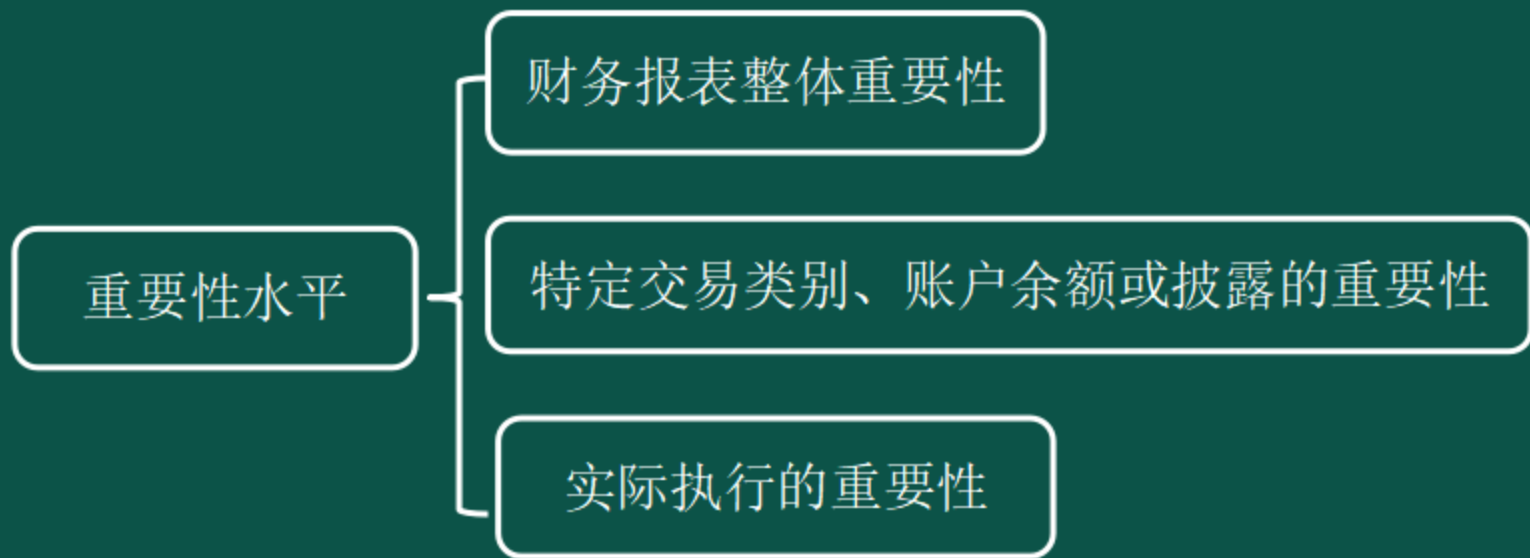 财务报表整体重要性
特定交易类别、账户余额或披露的重要性
重要性水平
实际执行的重要性